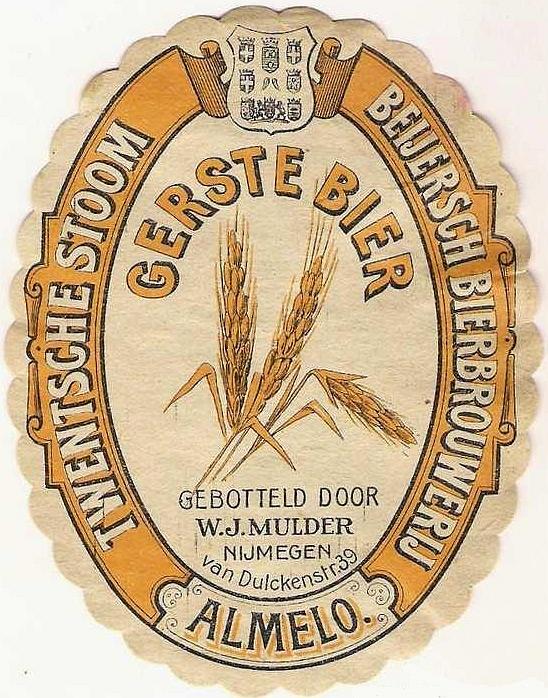 TWENTSCHE STOOM
BEIJERSCH BIERBROUWERIJ
GERSTE BIER
GEBOTTELD DOOR
W.J. MULDER
NIJMEGEN
van Dulckenstr. 39
ALMELO.